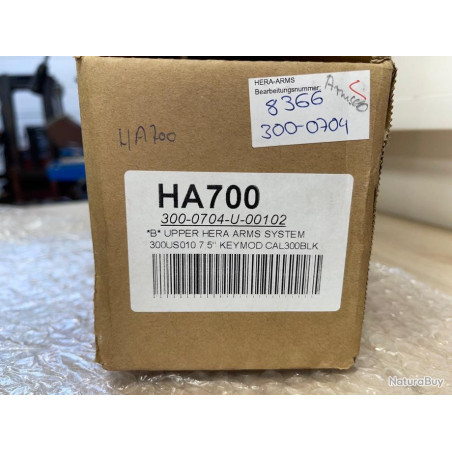 HERA-ARMS
Bearbeitungsnummer:
8366
300-0704
HA700
HA700
300-0704-U-00102
*B* UPPER HERA ARMS SYSTEM
300US010 7.5" KEYMOD CAL300BLK
NaturaBuy